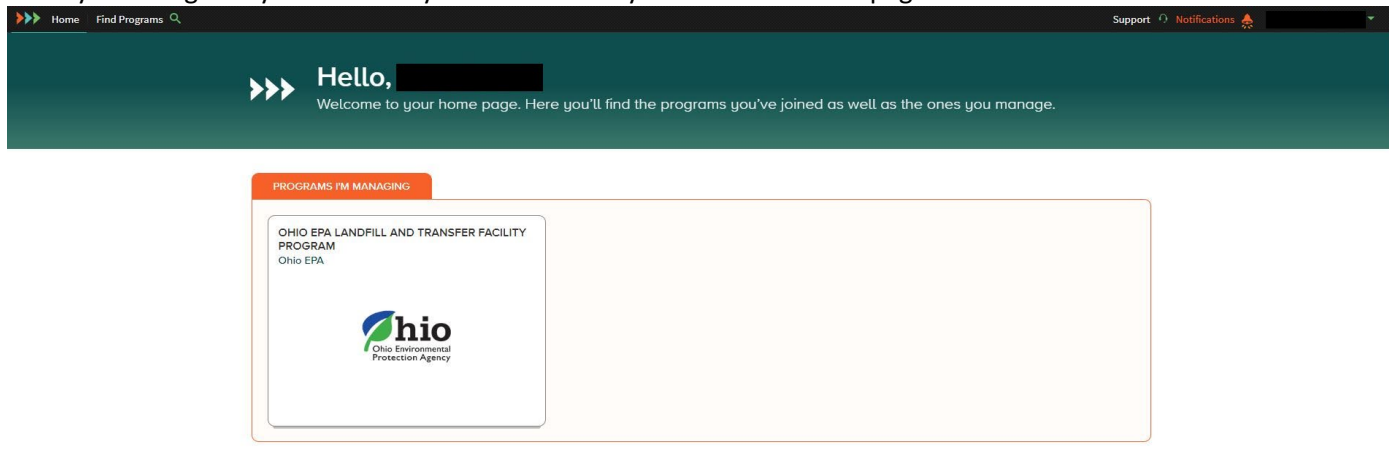 Home Find Programs Support Notifications
Hello,
Welcome to your home page. Here you'll find the programs you've joined as well as the ones you manage.
PROGRAMS I'M MANAGING
OHIO EPA LANDFILL AND TRANSFER FACILITY
PROGRAM
Ohio EPA
Ohio
Ohio Environmental
Protection Agency